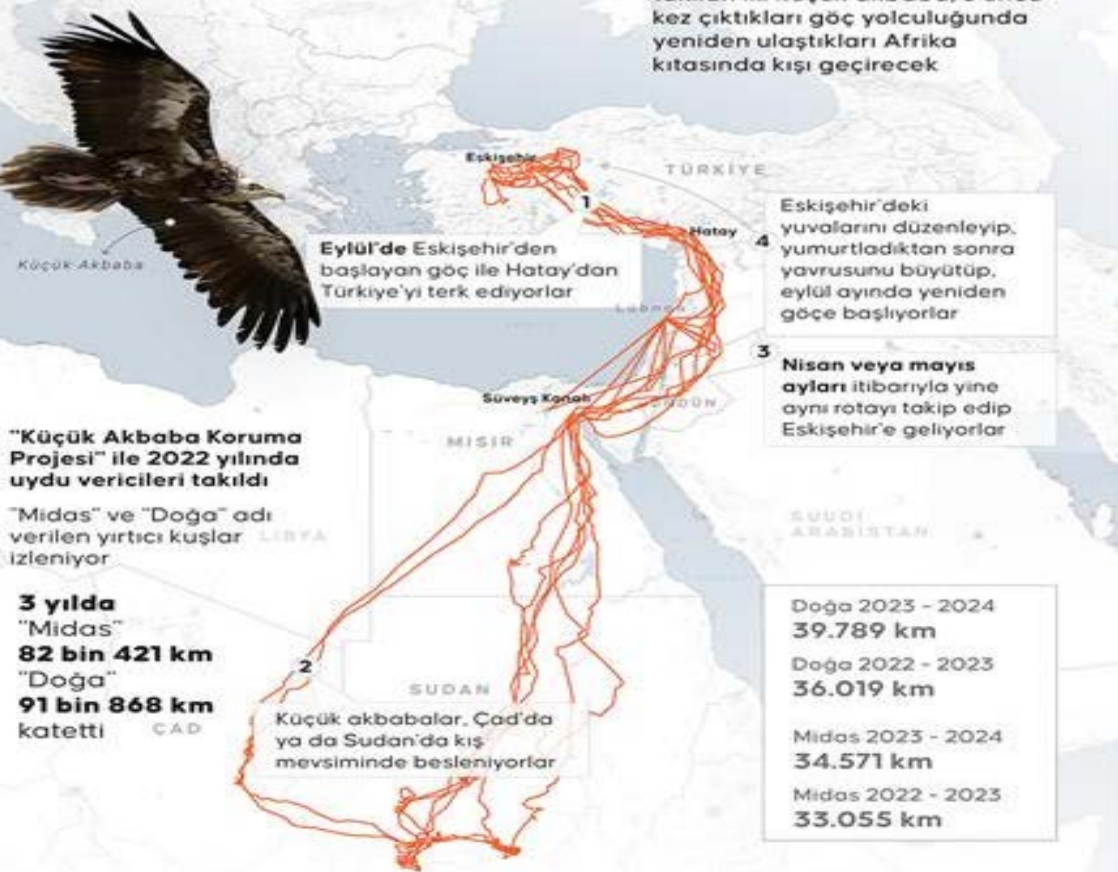 kez çıktıkları göç yolculuğunda
yeniden ulaştıkları Afrika
kıtasında kışı geçirecek
Eskişehir
TÜRKİYE
1
Hatay
Küçük Akbaba
Eylül'de Eskişehir'den
başlayan göç ile Hatay'dan
Türkiye'yi terk ediyorlar
4
Eskişehir'deki
yuvalarını düzenleyip,
yumurtladıktan sonra
yavrusunu büyütüp,
eylül ayında yeniden
göçe başlıyorlar
Lübnan
3
Nisan veya mayıs
ayları itibarıyla yine
aynı rotayı takip edip
Eskişehir'e geliyorlar
Süveyş Kanalı
MISIR
"Küçük Akbaba Koruma
Projesi" ile 2022 yılında
uydu vericileri takıldı
"Midas" ve "Doğa" adı
verilen yırtıcı kuşlar
izleniyor
LİBYA
SUUDİ
ARABİSTAN
3 yılda
"Midas"
82 bin 421 km
"Doğa"
91 bin 868 km
katetti
ÇAD
2
SUDAN
Küçük akbabalar, Çad'da
ya da Sudan'da kış
mevsiminde besleniyorlar
Doğa 2023 - 2024
39.789 km
Doğa 2022 - 2023
36.019 km
Midas 2023 - 2024
34.571 km
Midas 2022 - 2023
33.055 km